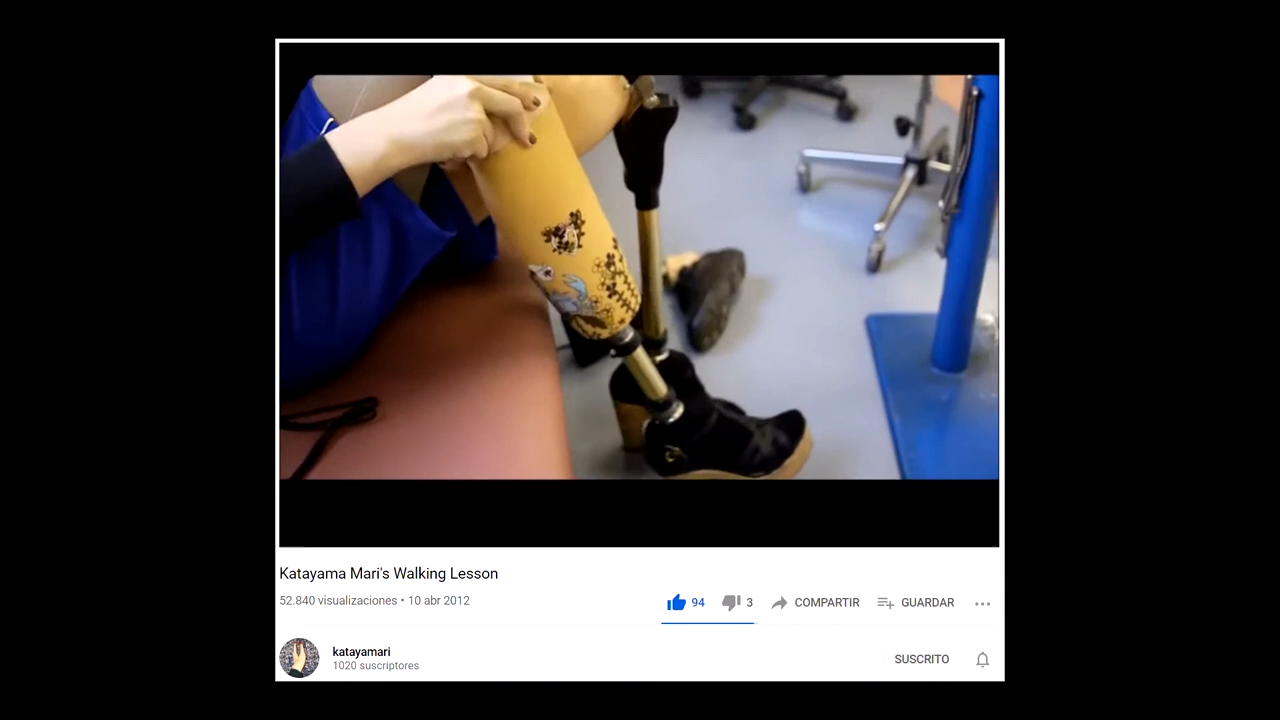 Katayama Mari's Walking Lesson
52.840 visualizaciones • 10 abr 2012
94 3 COMPARTIR GUARDAR
katayamari
1020 suscriptores
SUSCRITO